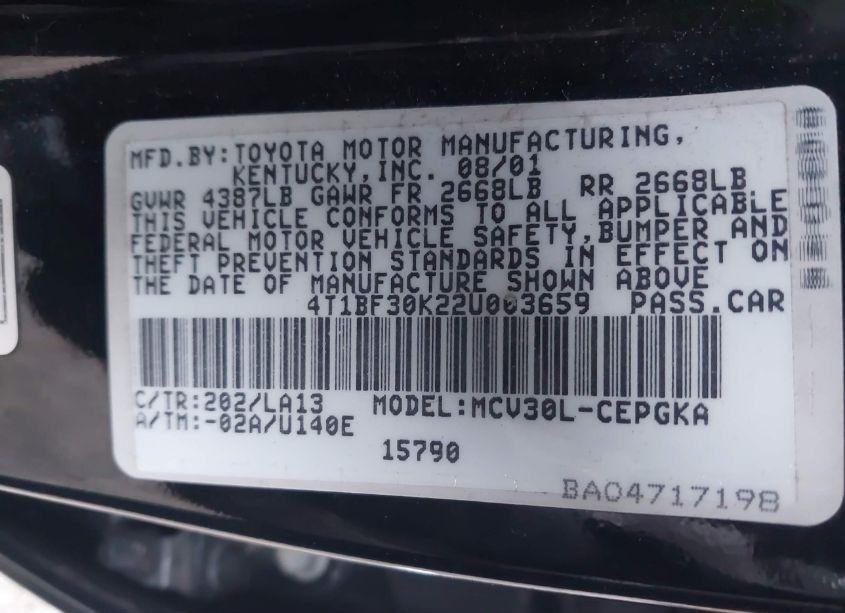 MFD.BY:TOYOTA MOTOR MANUFACTURING,
KENTUCKY,INC. 08/01
GVWR 4387LB GAWR FR 2668LB RR 2668LB
THIS VEHICLE CONFORMS TO ALL APPLICABLE
FEDERAL MOTOR VEHICLE SAFETY,BUMPER AND
THEFT PREVENTION STANDARDS IN EFFECT ON
THE DATE OF MANUFACTURE SHOWN ABOVE
4T1BF30K22U003659 PASS.CAR
C/TR:202/LA13 MODEL:MCV30L-CEPGKA
A/TM:-02A/U140E
15790
BA04717198